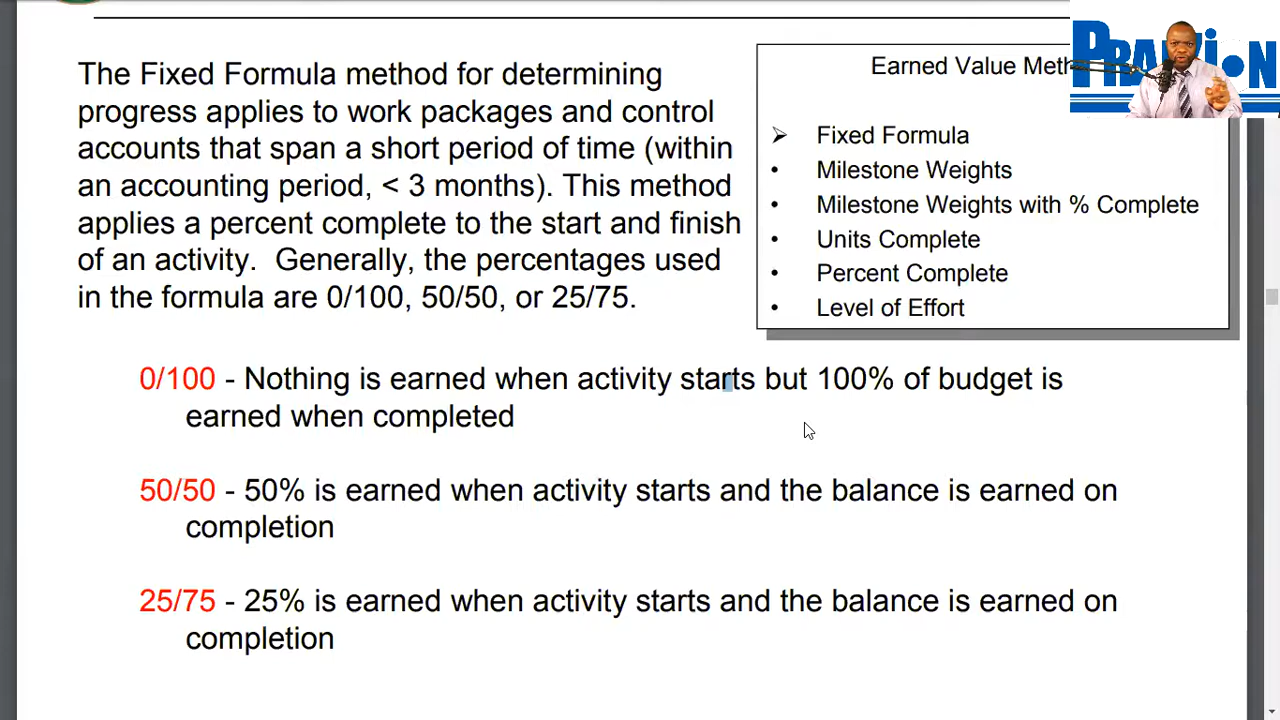 The Fixed Formula method for determining
progress applies to work packages and control
accounts that span a short period of time (within
an accounting period, < 3 months). This method
applies a percent complete to the start and finish
of an activity. Generally, the percentages used
in the formula are 0/100, 50/50, or 25/75.
Earned Value Meth
➢ Fixed Formula
• Milestone Weights
• Milestone Weights with % Complete
• Units Complete
• Percent Complete
• Level of Effort
0/100 - Nothing is earned when activity starts but 100% of budget is
earned when completed
50/50 - 50% is earned when activity starts and the balance is earned on
completion
25/75 - 25% is earned when activity starts and the balance is earned on
completion